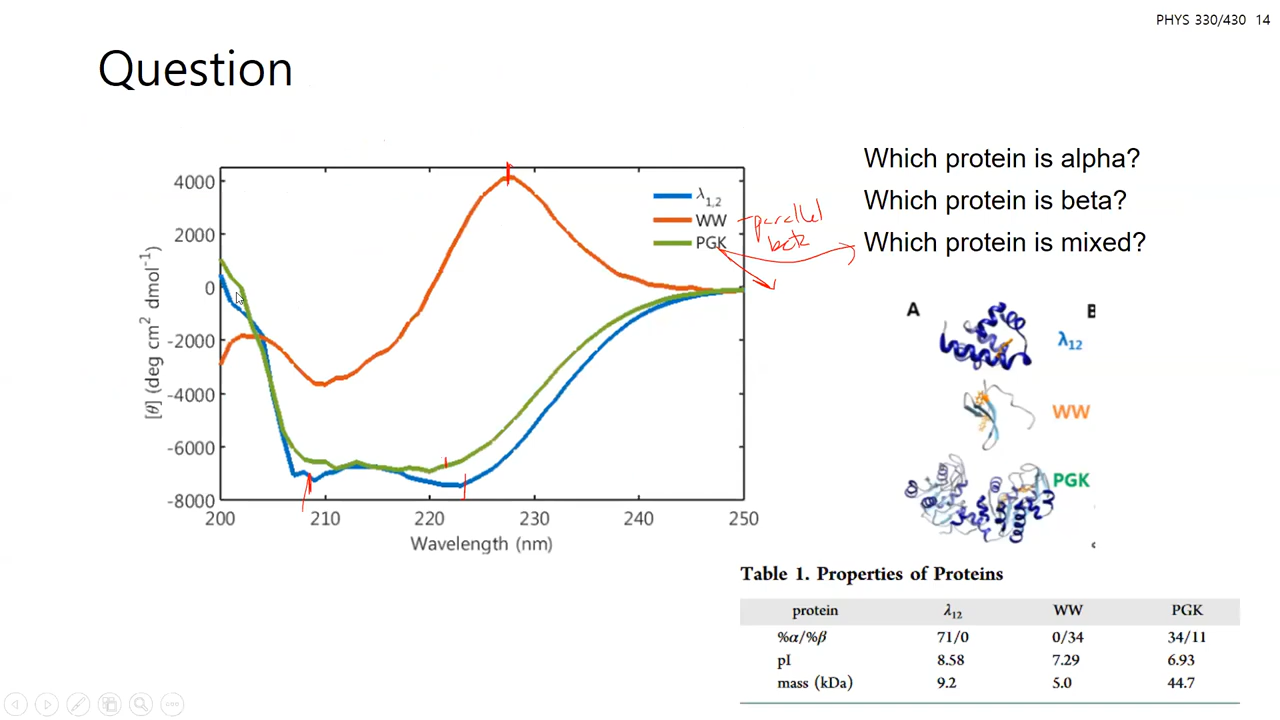 PHYS 330/430 14
Question
Which protein is alpha?
Which protein is beta?
Which protein is mixed?
4000
2000
0
-2000
-4000
-6000
-8000
[θ] (deg cm² dmol⁻¹)
200
210
220
230
240
250
Wavelength (nm)
λ1,2
WW
PGK
parallel
beta
A
B
λ12
WW
PGK
Table 1. Properties of Proteins
protein λ12 WW PGK
%α/%β 71/0 0/34 34/11
pI 8.58 7.29 6.93
mass (kDa) 9.2 5.0 44.7